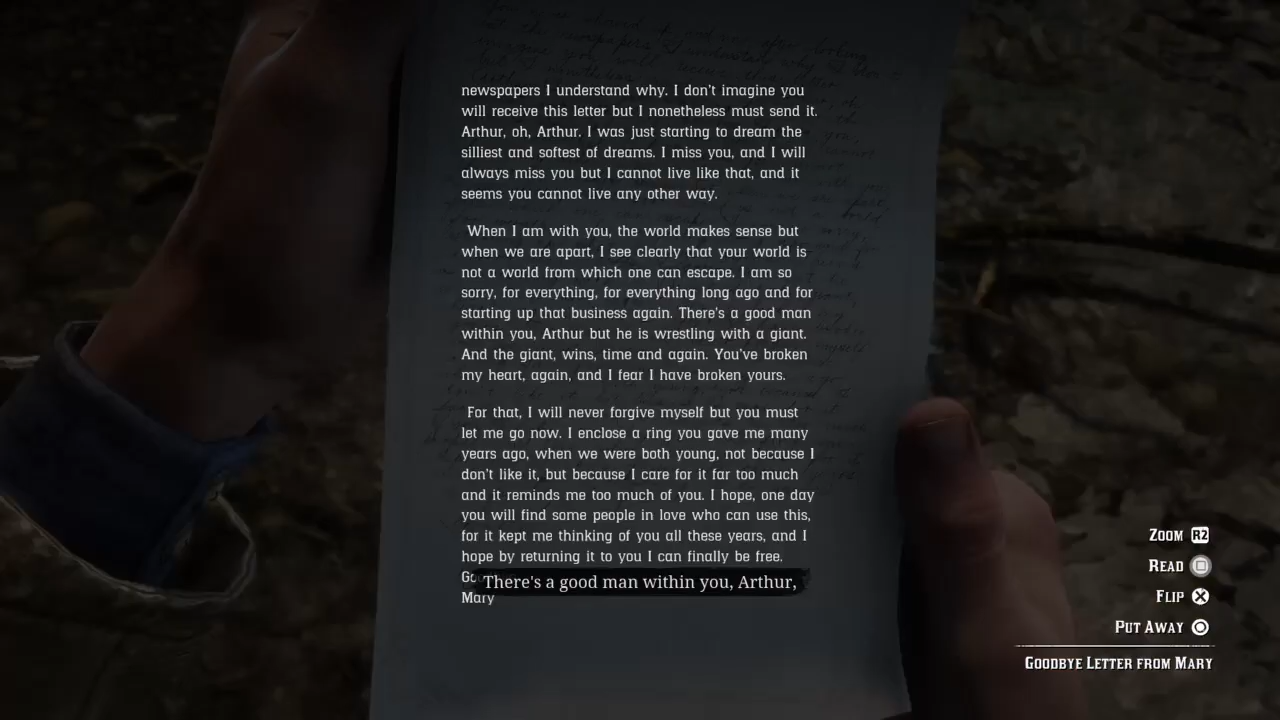 newspapers I understand why. I don't imagine you
will receive this letter but I nonetheless must send it.
Arthur, oh, Arthur. I was just starting to dream the
silliest and softest of dreams. I miss you, and I will
always miss you but I cannot live like that, and it
seems you cannot live any other way.
When I am with you, the world makes sense but
when we are apart, I see clearly that your world is
not a world from which one can escape. I am so
sorry, for everything, for everything long ago and for
starting up that business again. There's a good man
within you, Arthur but he is wrestling with a giant.
And the giant, wins, time and again. You've broken
my heart, again, and I fear I have broken yours.
For that, I will never forgive myself but you must
let me go now. I enclose a ring you gave me many
years ago, when we were both young, not because I
don't like it, but because I care for it far too much
and it reminds me too much of you. I hope, one day
you will find some people in love who can use this,
for it kept me thinking of you all these years, and I
hope by returning it to you I can finally be free.
There's a good man within you, Arthur,
Mary
ZOOM R2
READ
FLIP
PUT AWAY
GOODBYE LETTER FROM MARY